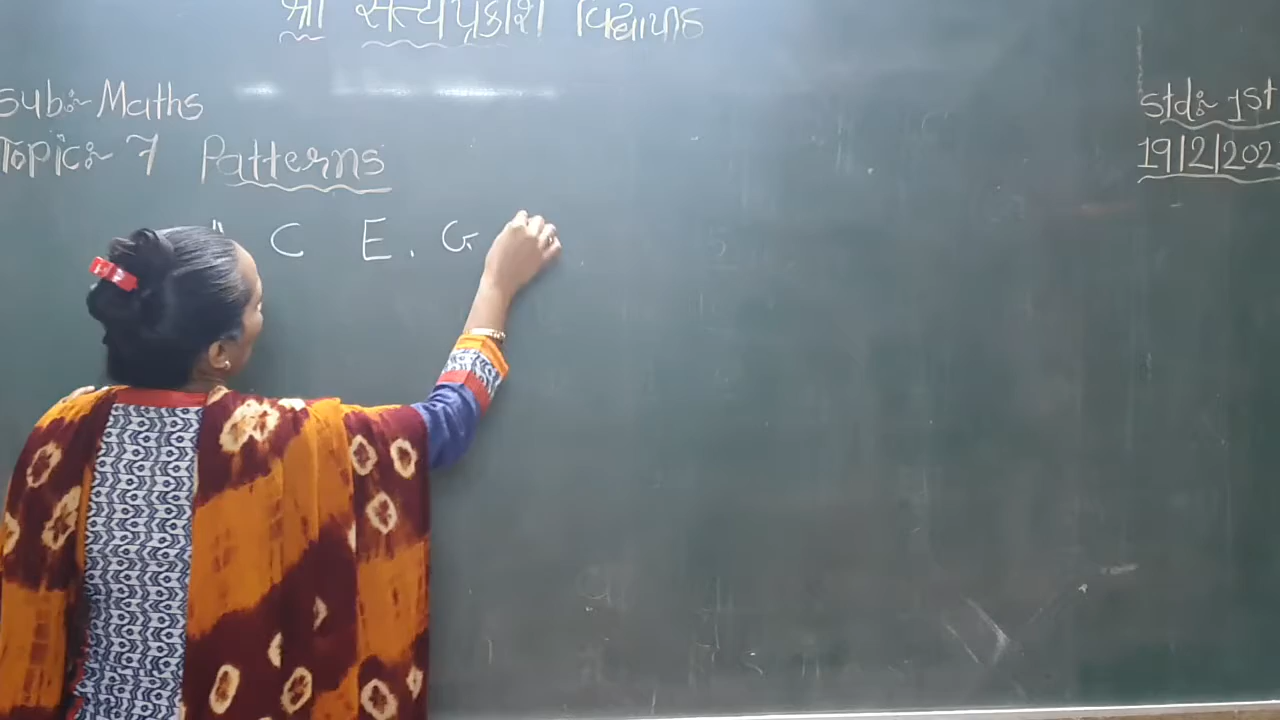 શ્રી સત્યપ્રકાશ વિદ્યાપીઠ
Sub:- Maths
Std:- 1st
Topic:- 7 Patterns
19/2/202
C E. G